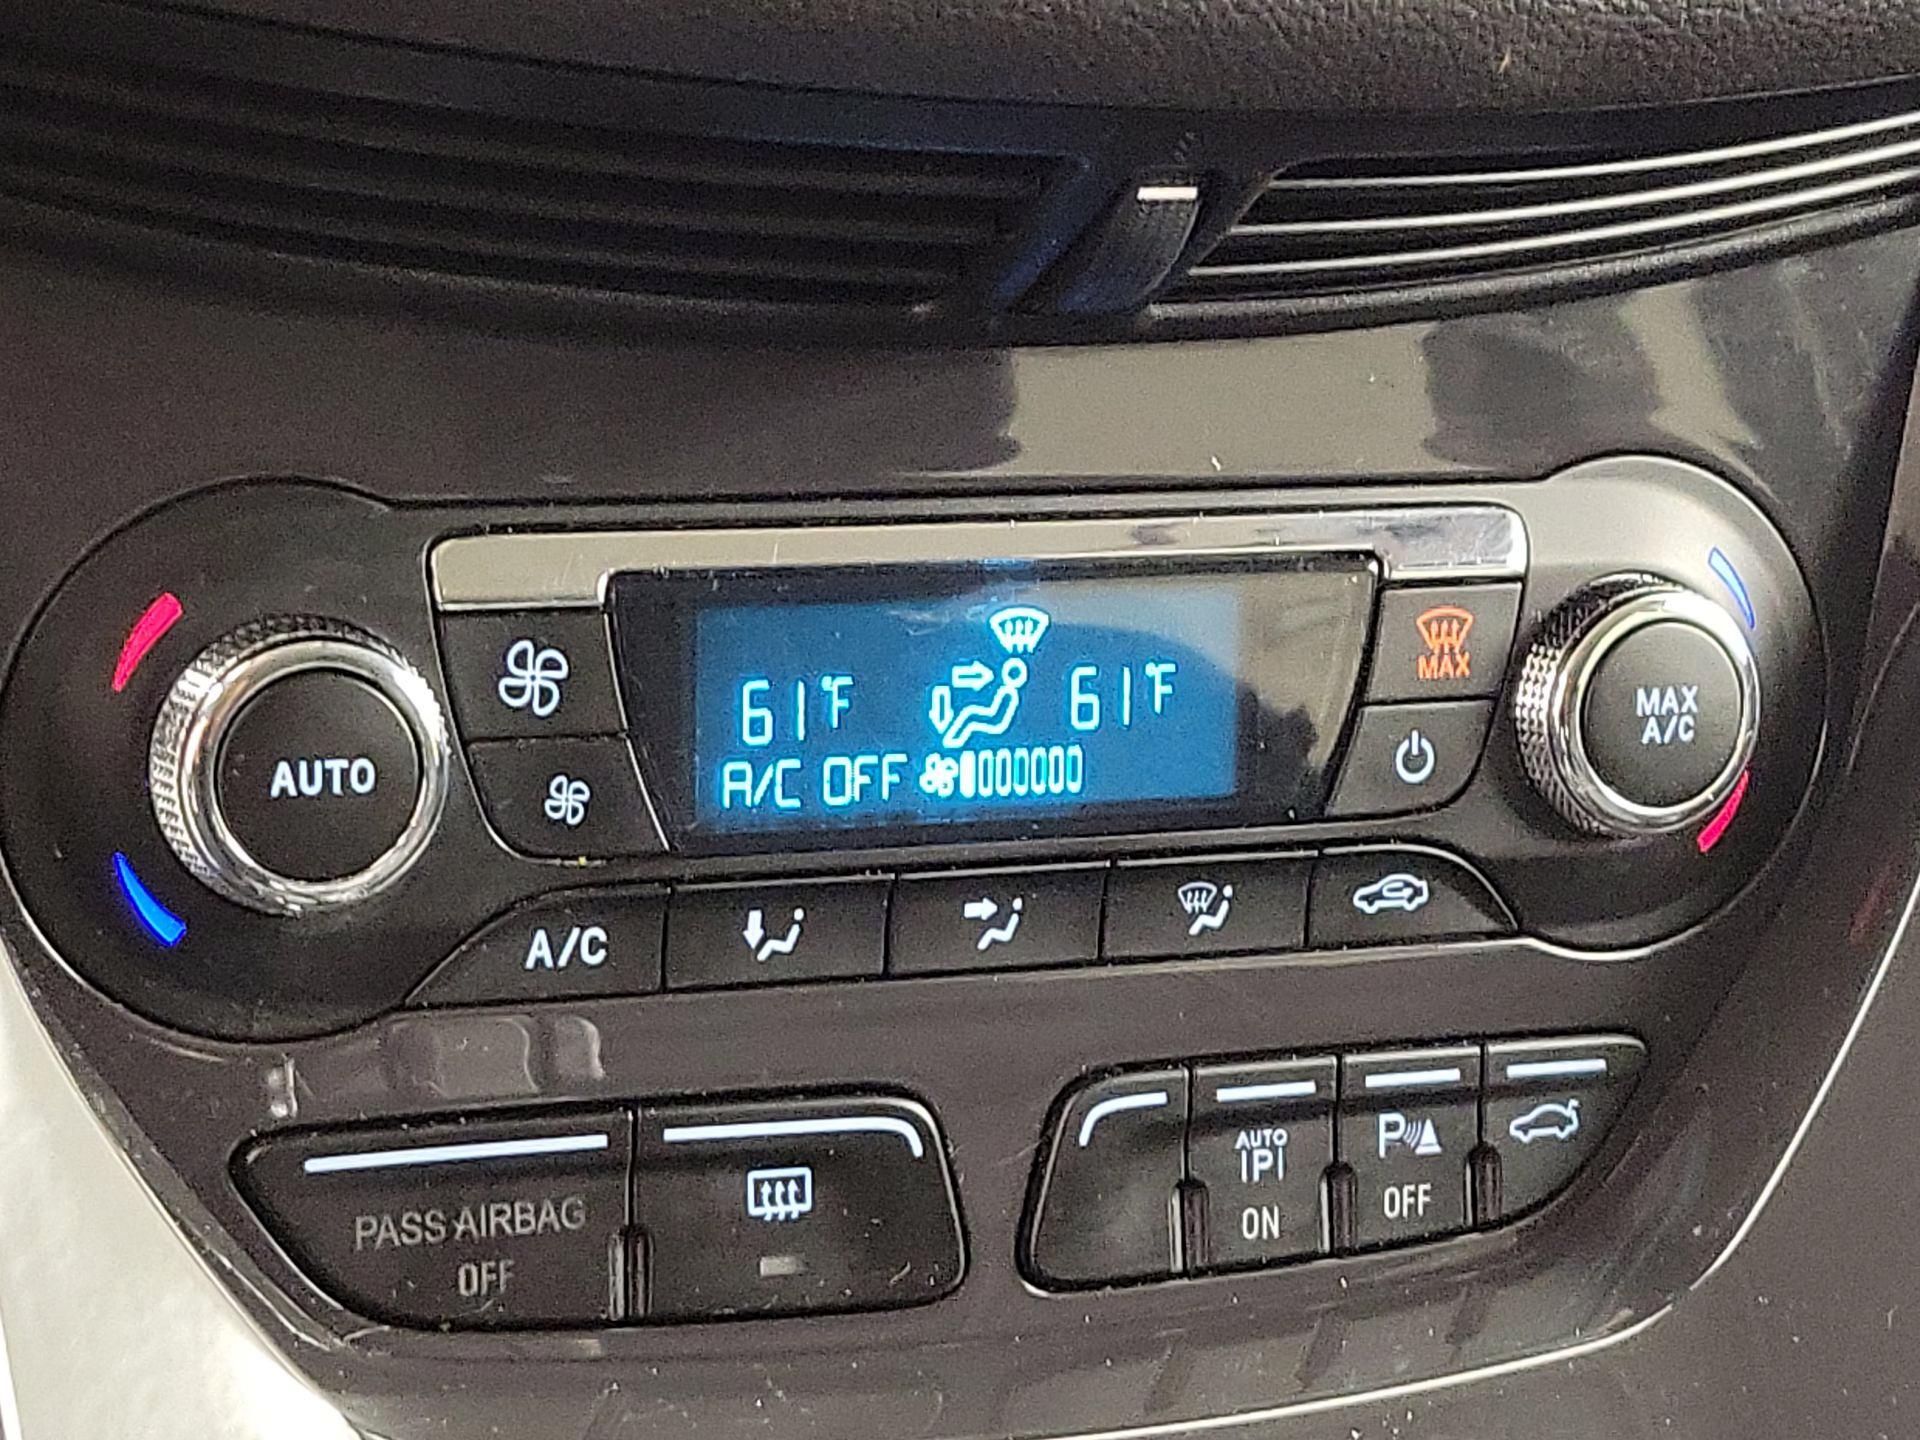 61°F
61°F
A/C OFF
MAX
AUTO
MAX
A/C
A/C
PASS AIRBAG
OFF
AUTO
P
ON
P
OFF